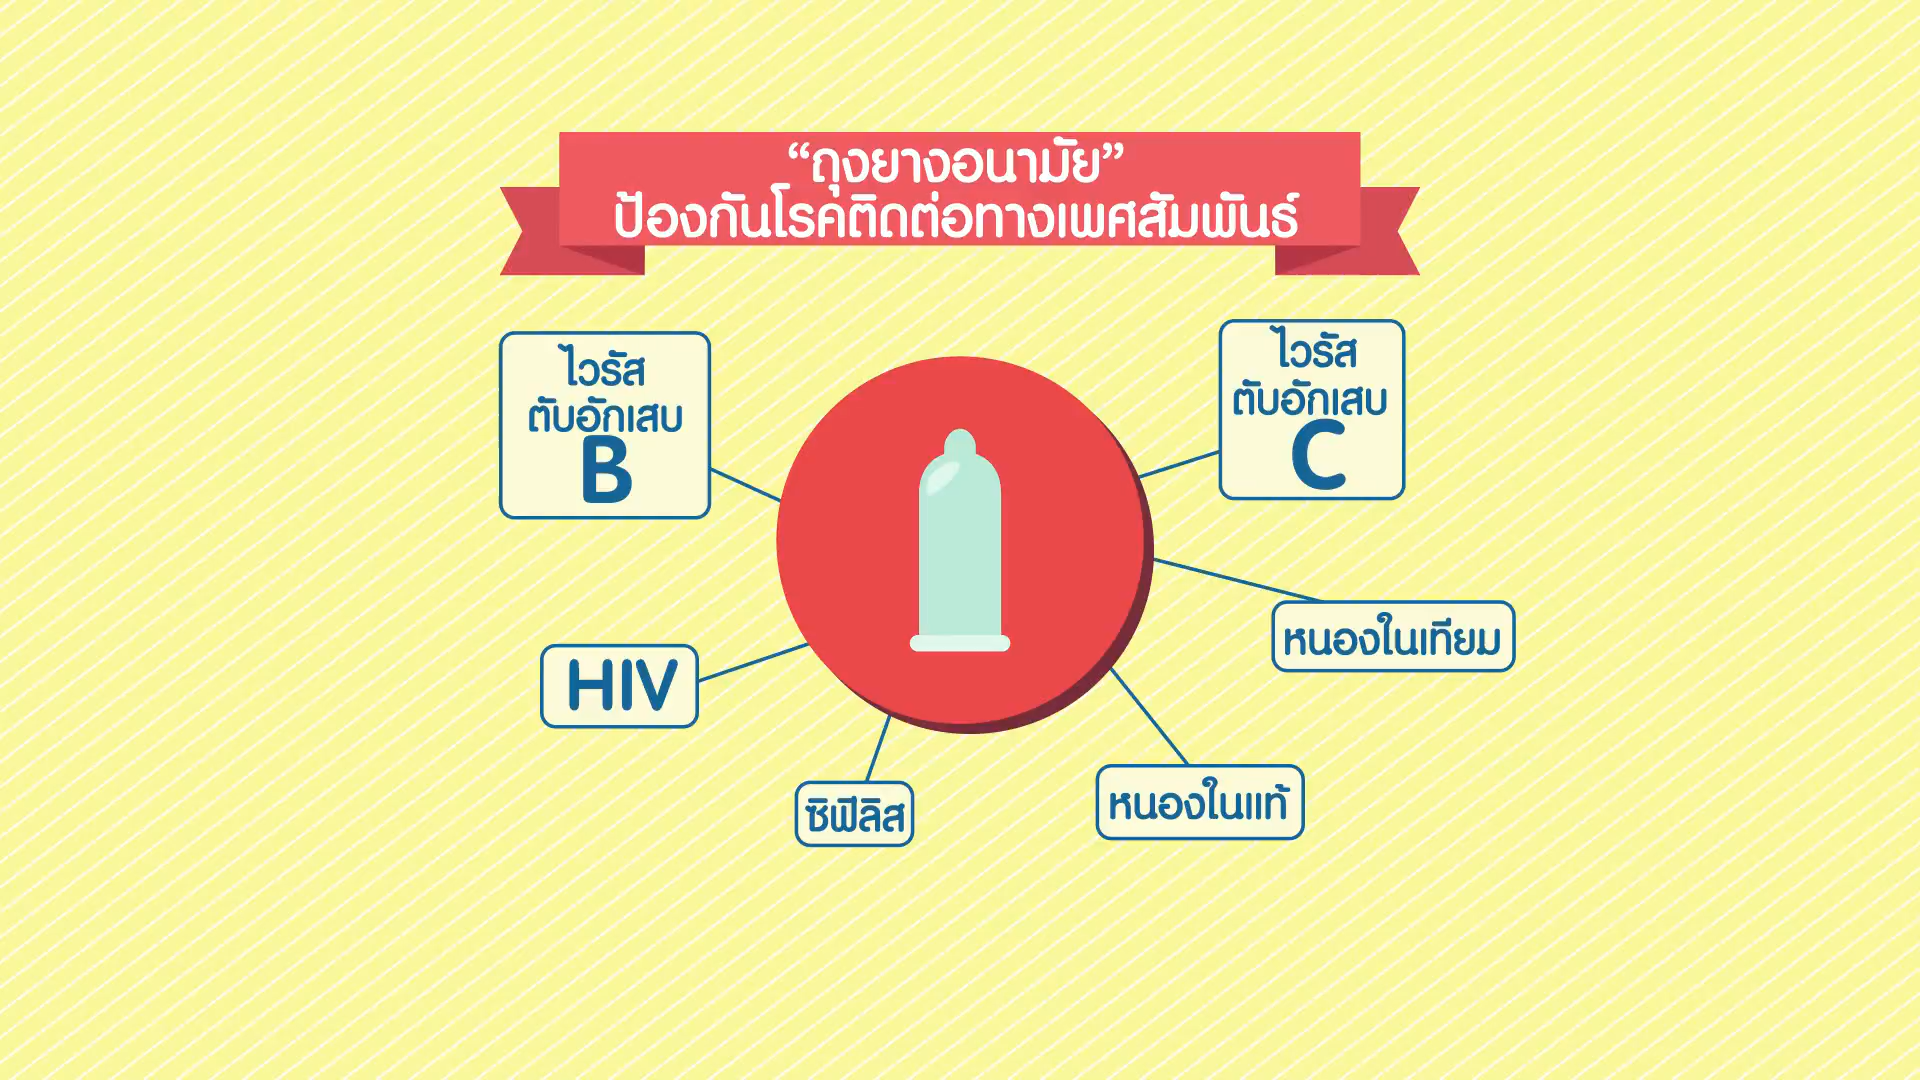 “ถุงยางอนามัย”
ป้องกันโรคติดต่อทางเพศสัมพันธ์
ไวรัส
ตับอักเสบ
B
ไวรัส
ตับอักเสบ
C
HIV
หนองในเทียม
ซิฟิลิส
หนองในแท้